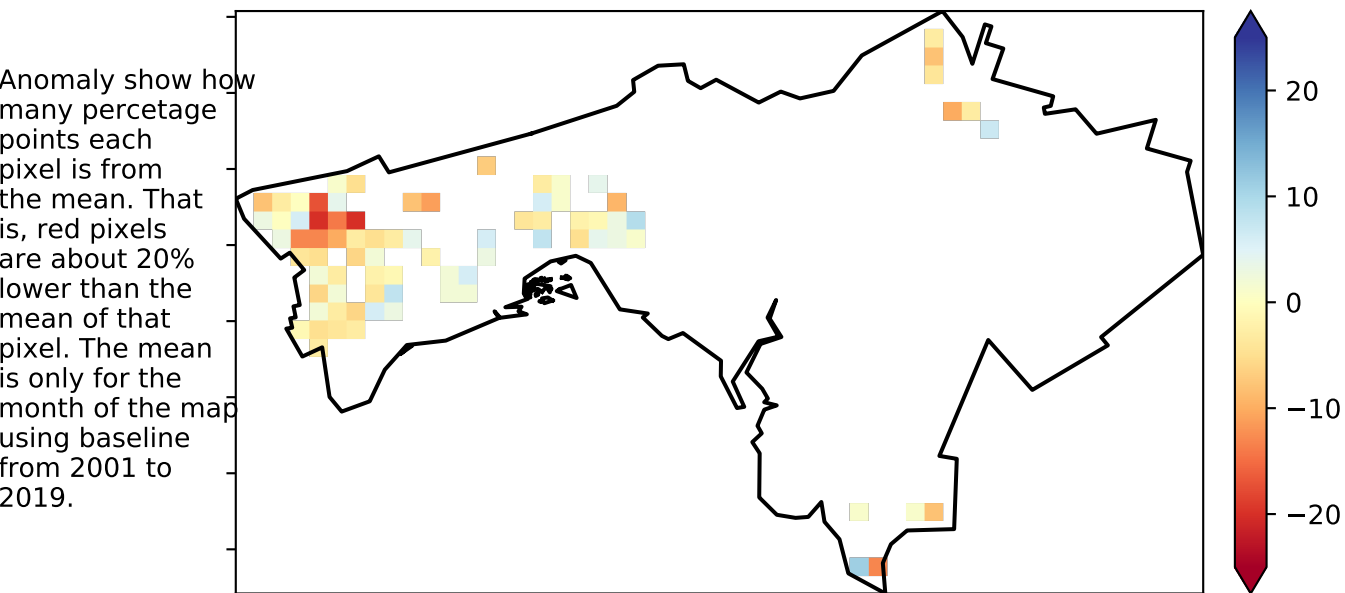 Anomaly show how
many percetage
points each
pixel is from
the mean. That
is, red pixels
are about 20%
lower than the
mean of that
pixel. The mean
is only for the
month of the map
using baseline
from 2001 to
2019.
20
10
0
−10
−20